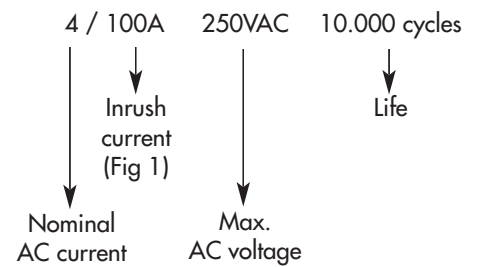 4 / 100A 250VAC 10.000 cycles
Inrush
current
(Fig 1)
Life
Nominal
AC current
Max.
AC voltage